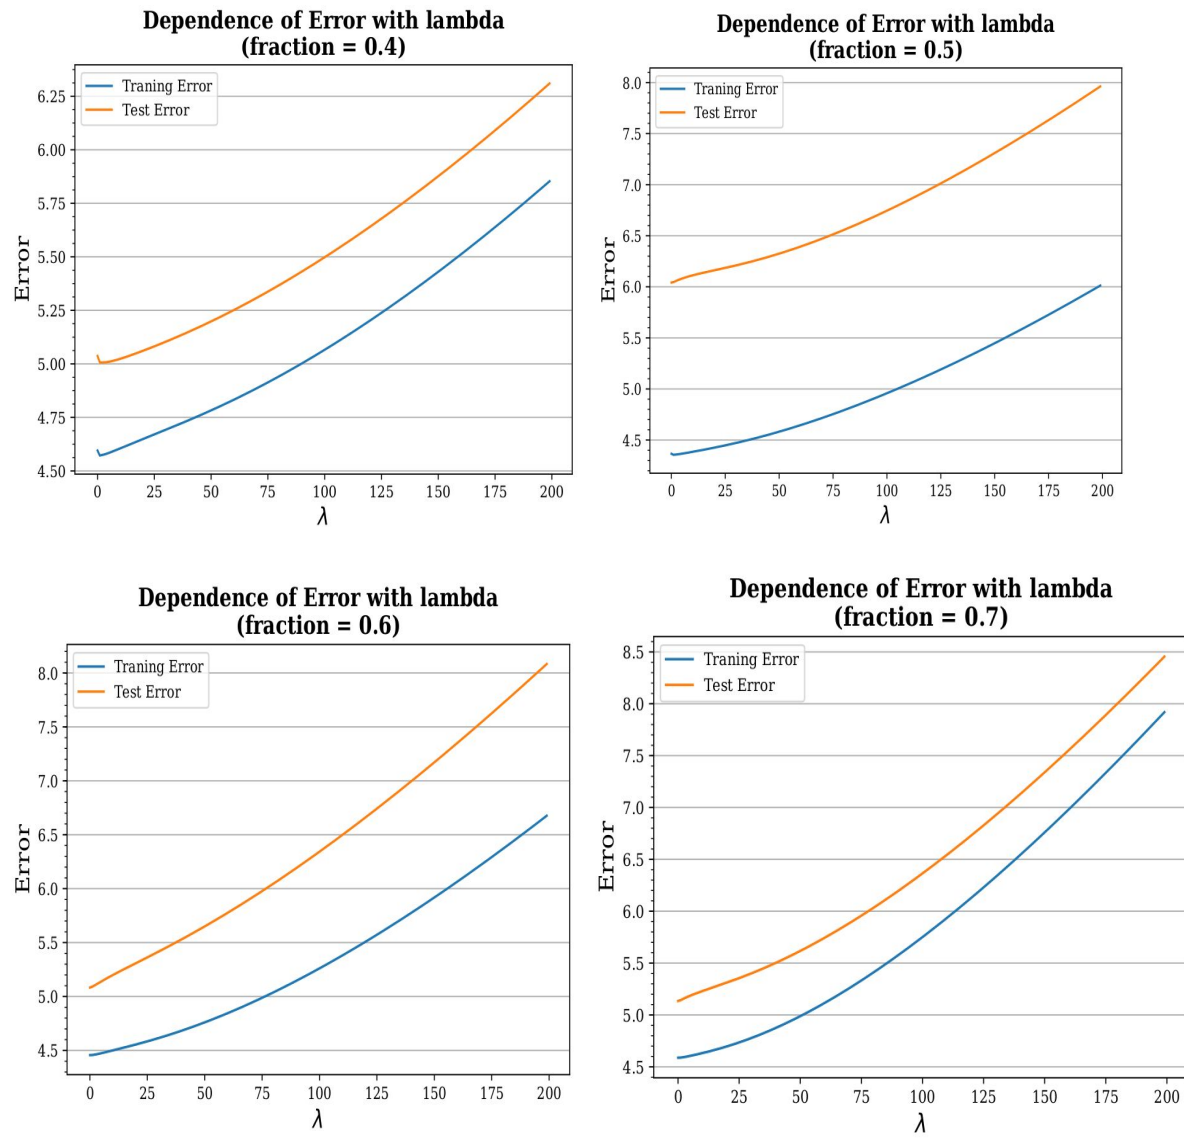 Dependence of Error with lambda
(fraction = 0.4)
Traning Error
Test Error
6.25
6.00
5.75
5.50
5.25
5.00
4.75
4.50
Error
0 25 50 75 100 125 150 175 200
λ
Dependence of Error with lambda
(fraction = 0.5)
Traning Error
Test Error
8.0
7.5
7.0
6.5
6.0
5.5
5.0
4.5
Error
0 25 50 75 100 125 150 175 200
λ
Dependence of Error with lambda
(fraction = 0.6)
Traning Error
Test Error
8.0
7.5
7.0
6.5
6.0
5.5
5.0
4.5
Error
0 25 50 75 100 125 150 175 200
λ
Dependence of Error with lambda
(fraction = 0.7)
Traning Error
Test Error
8.5
8.0
7.5
7.0
6.5
6.0
5.5
5.0
4.5
Error
0 25 50 75 100 125 150 175 200
λ